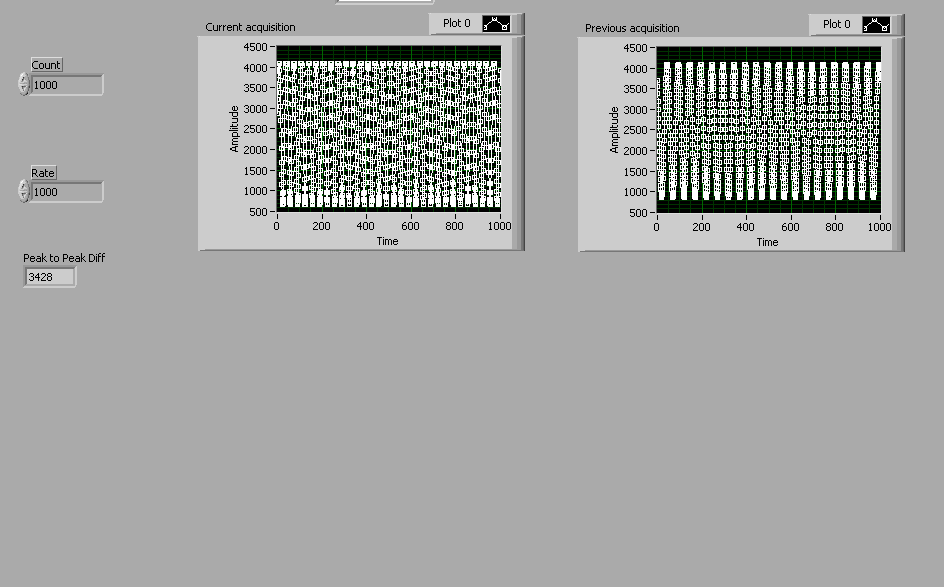 Count
1000
Rate
1000
Peak to Peak Diff
3428
Current acquisition
Plot 0
Amplitude
4500
4000
3500
3000
2500
2000
1500
1000
500
0 200 400 600 800 1000
Time
Previous acquisition
Plot 0
Amplitude
4500
4000
3500
3000
2500
2000
1500
1000
500
0 200 400 600 800 1000
Time